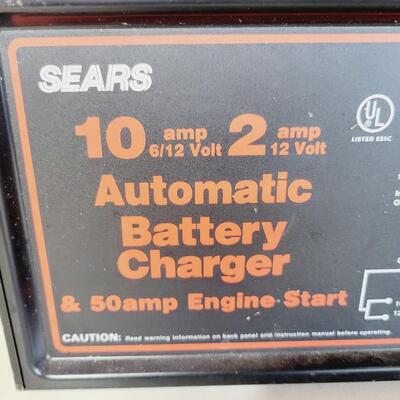 SEARS
10 amp 6/12 Volt 2 amp 12 Volt
UL
LISTED 535C
Automatic
Battery
Charger
& 50amp Engine Start
CAUTION: Read warning information on back panel and instruction manual before operating.